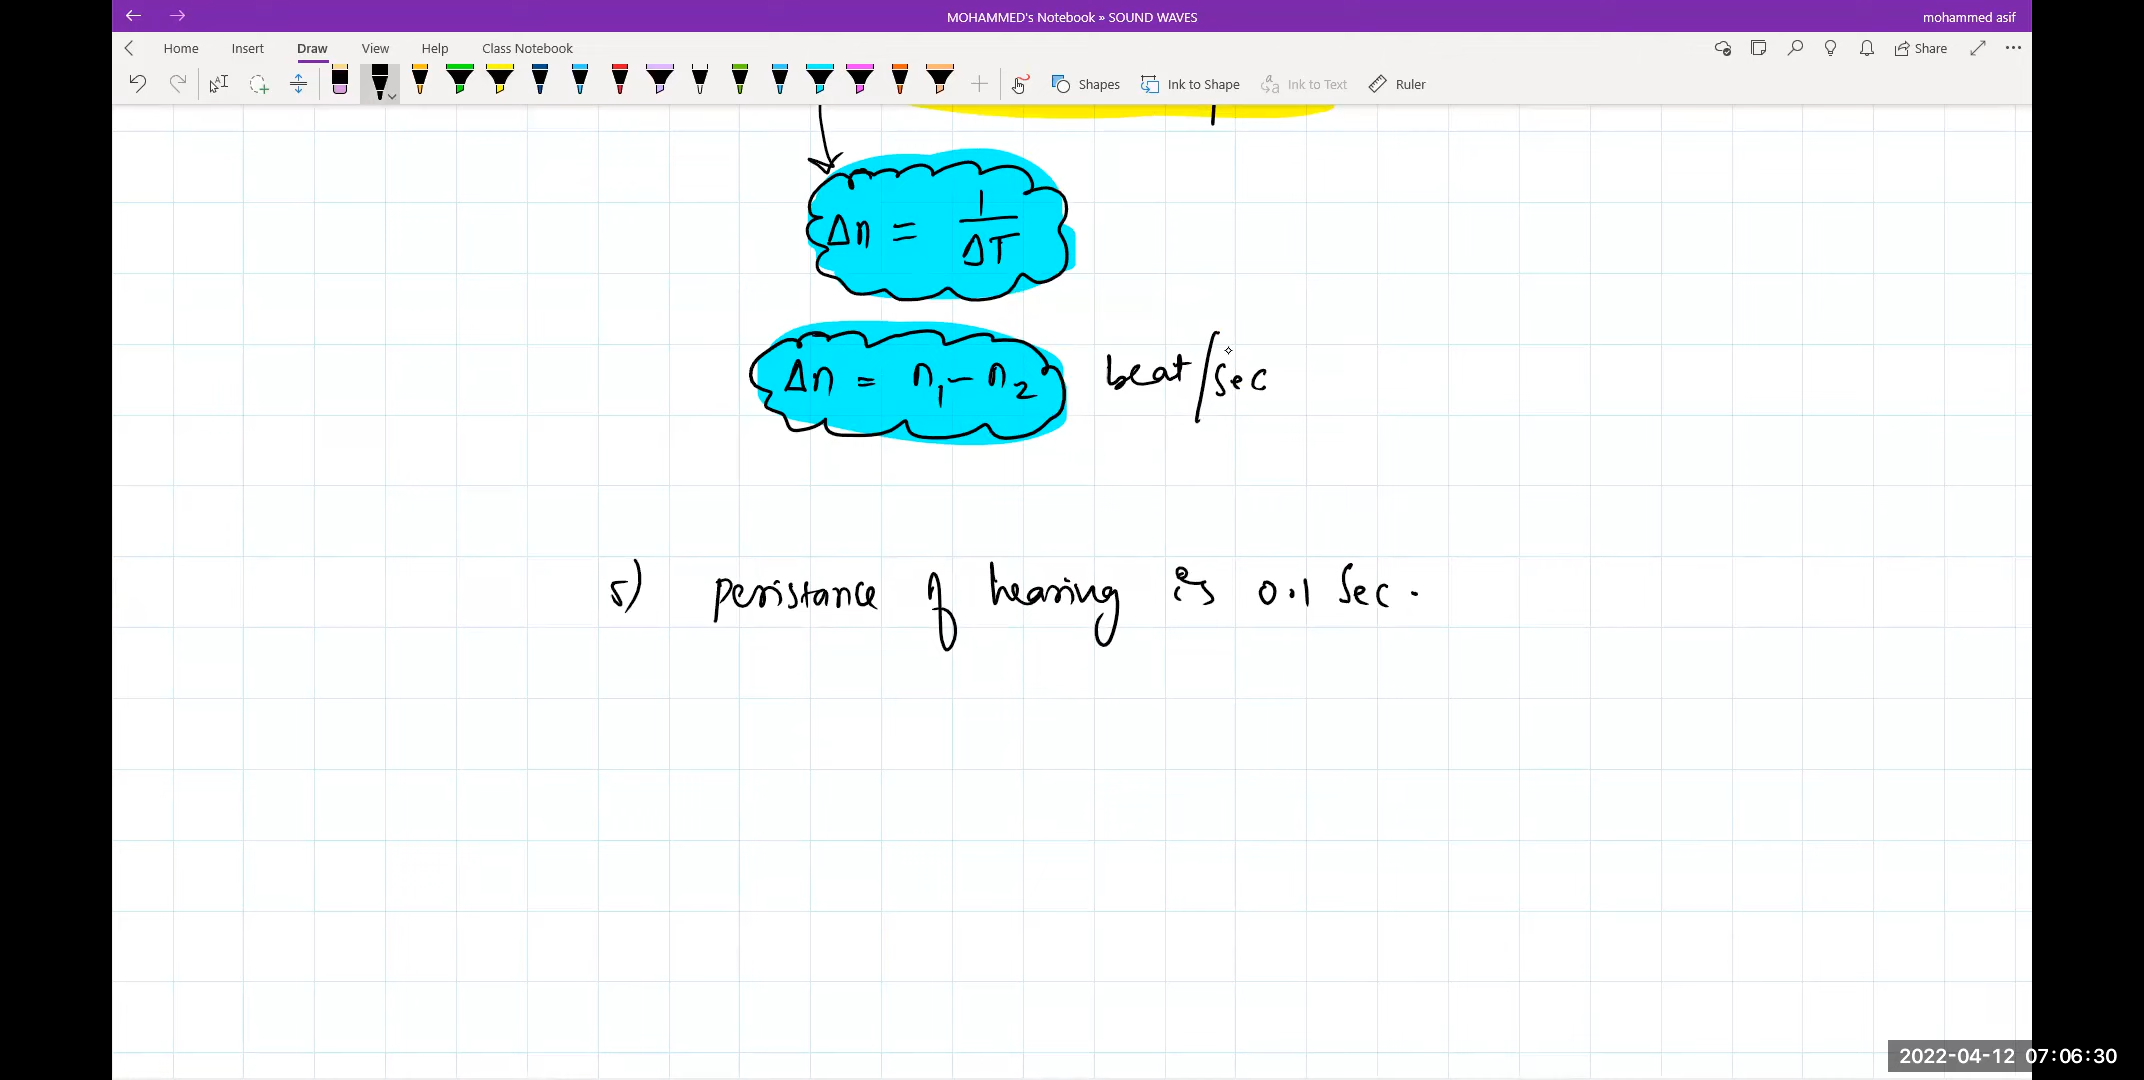 MOHAMMED's Notebook » SOUND WAVES
mohammed asif
Home Insert Draw View Help Class Notebook
Share
Shapes Ink to Shape Ink to Text Ruler
Δn = 1/ΔT
Δn = n₁ – n₂ beat/sec
5) peristance of hearing is 0.1 Sec.
2022-04-12 07:06:30